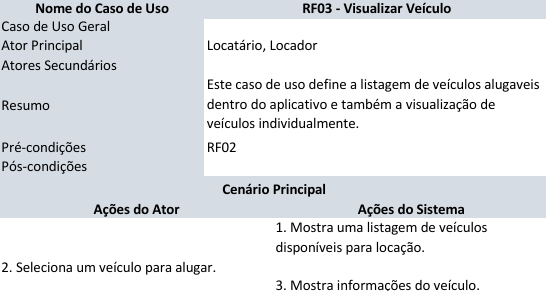 Nome do Caso de Uso RF03 - Visualizar Veículo
Caso de Uso Geral
Ator Principal Locatário, Locador
Atores Secundários
Resumo Este caso de uso define a listagem de veículos alugaveis
dentro do aplicativo e também a visualização de
veículos individualmente.
Pré-condições RF02
Pós-condições
Cenário Principal
Ações do Ator Ações do Sistema
1. Mostra uma listagem de veículos
disponíveis para locação.
2. Seleciona um veículo para alugar.
3. Mostra informações do veículo.